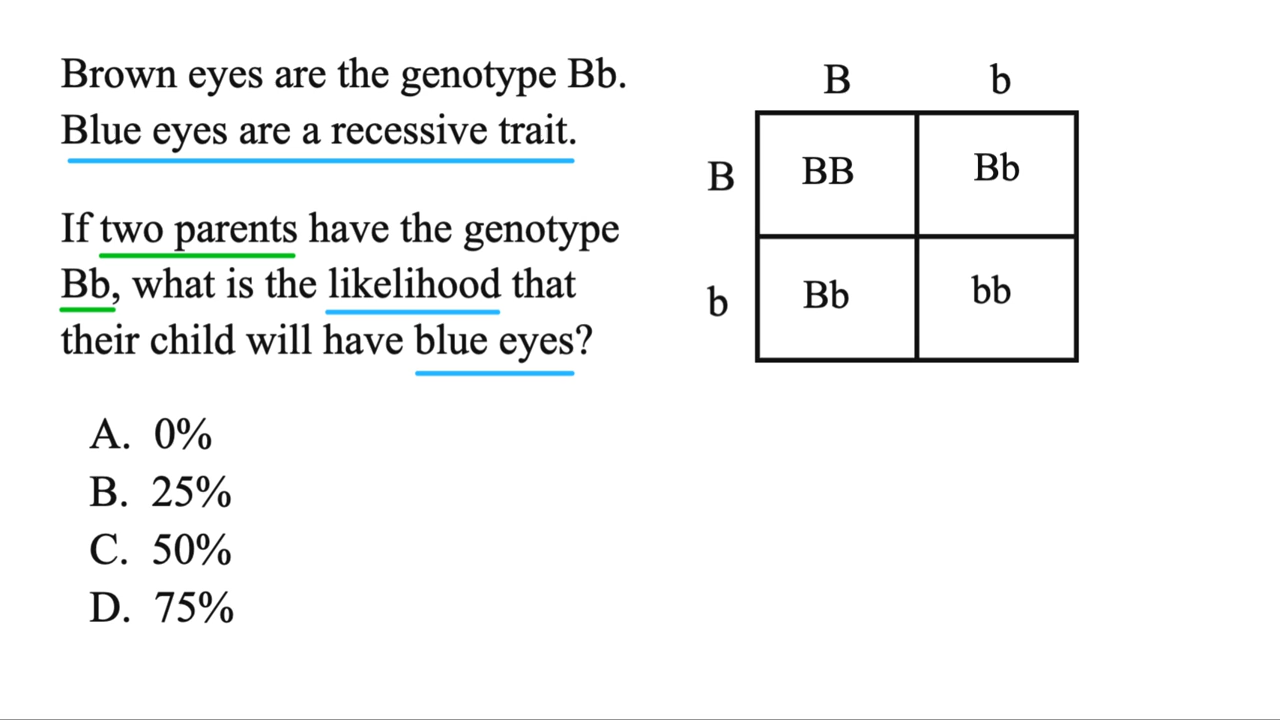 Brown eyes are the genotype Bb.
Blue eyes are a recessive trait.
If two parents have the genotype
Bb, what is the likelihood that
their child will have blue eyes?
A. 0%
B. 25%
C. 50%
D. 75%
B b
B BB Bb
b Bb bb